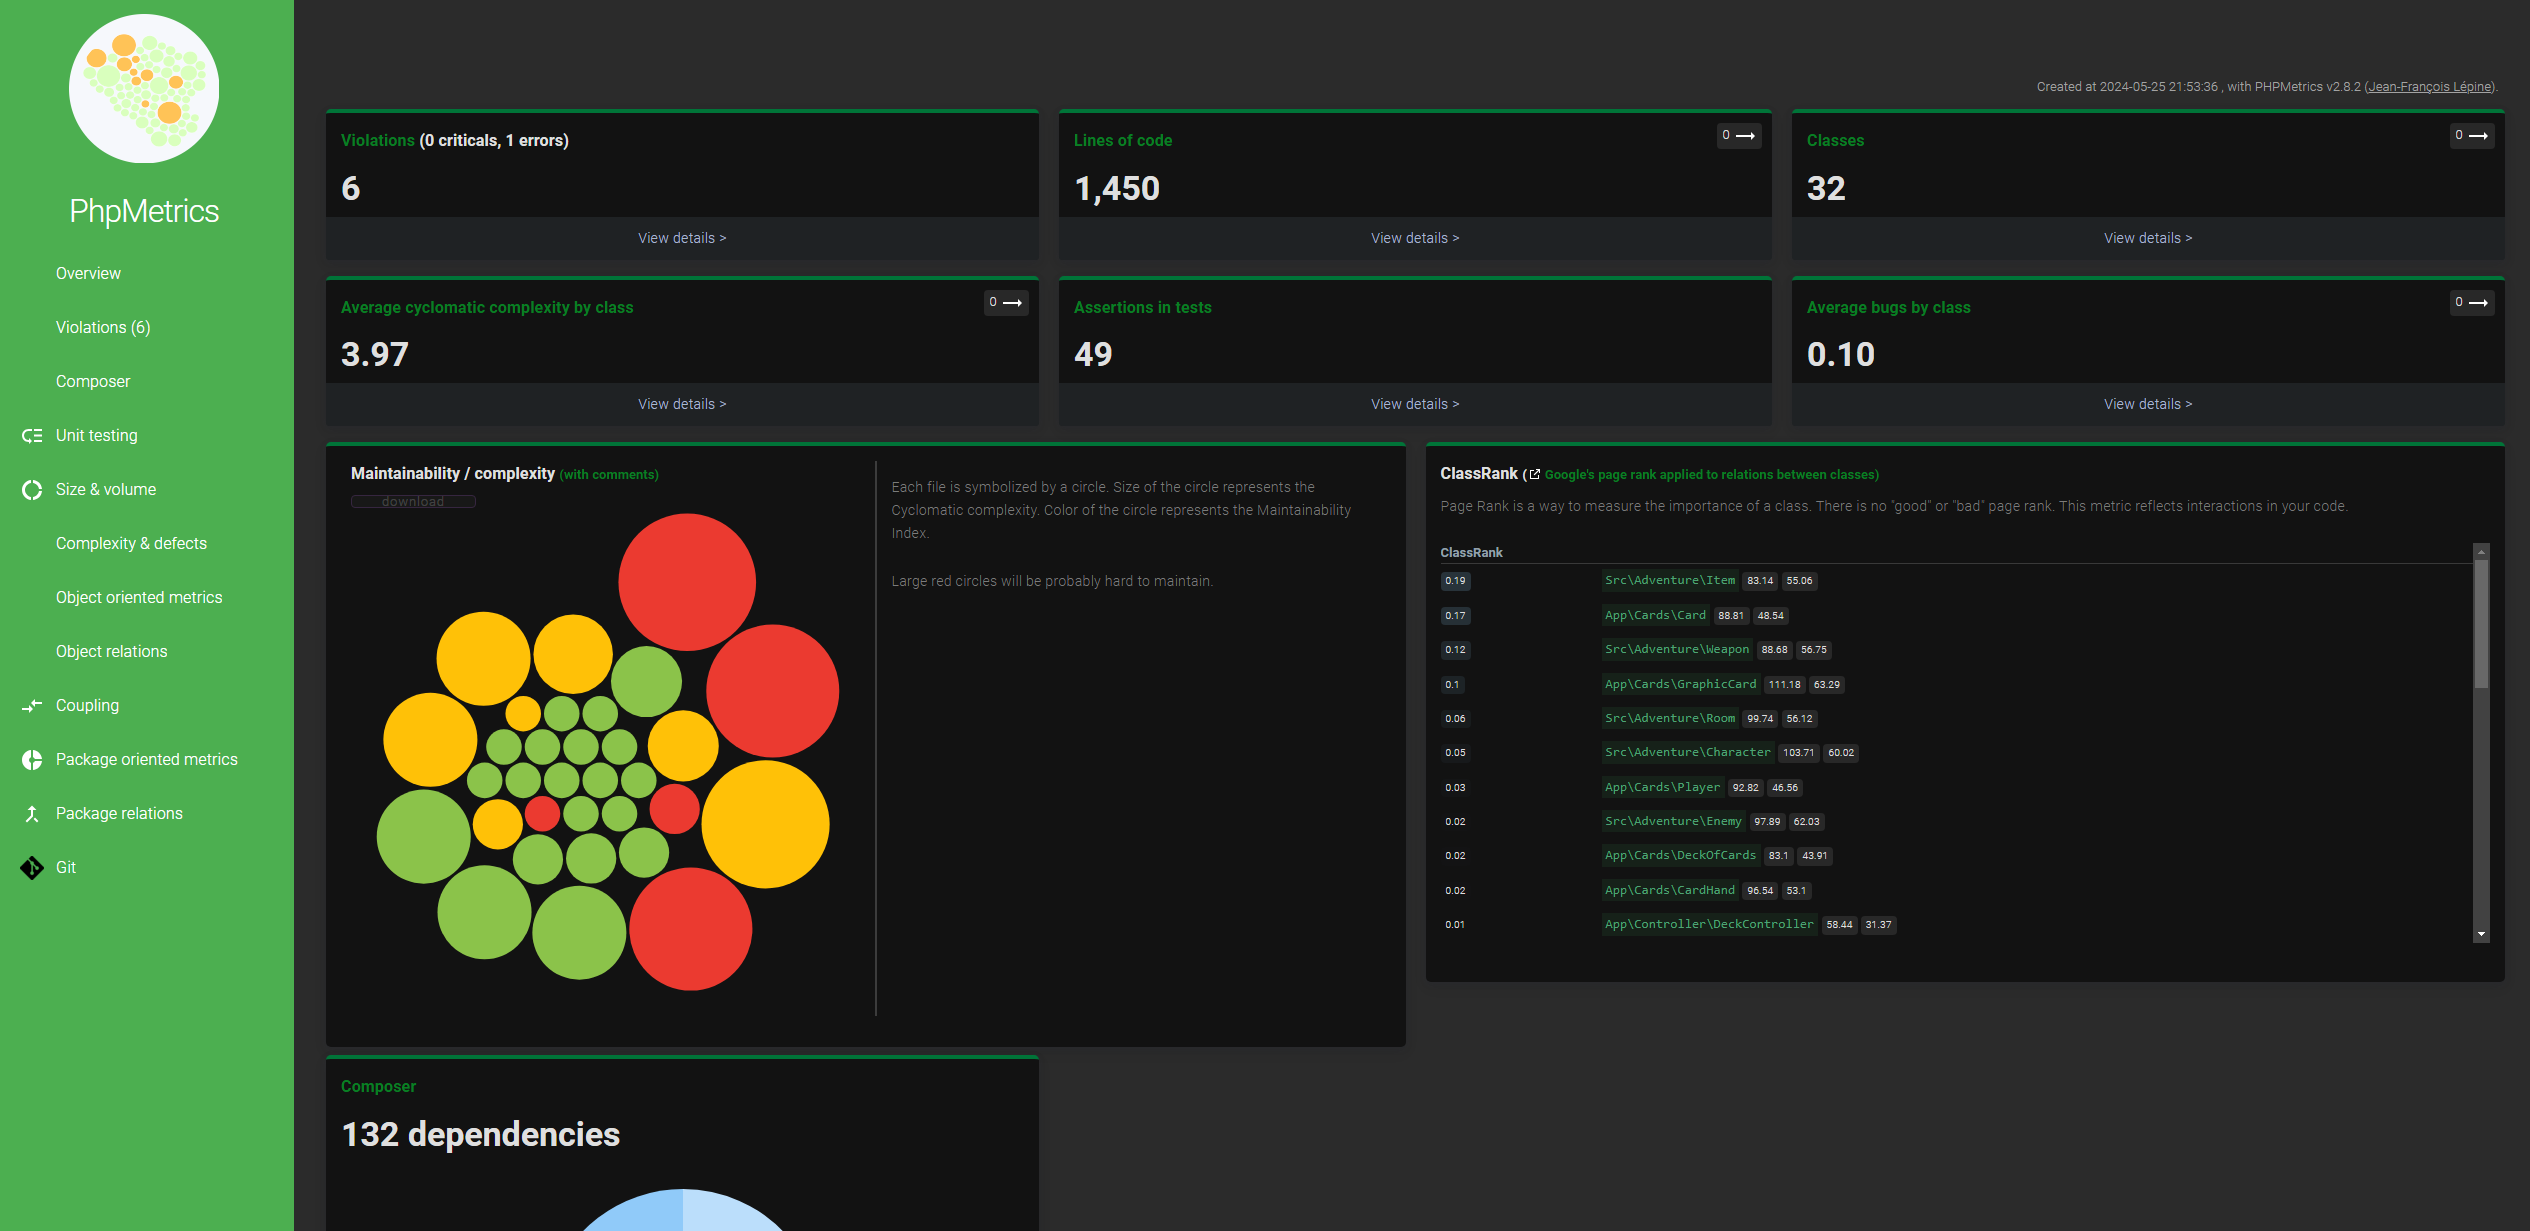 PhpMetrics
Overview
Violations (6)
Composer
Unit testing
Size & volume
Complexity & defects
Object oriented metrics
Object relations
Coupling
Package oriented metrics
Package relations
Git
Created at 2024-05-25 21:53:36 , with PHPMetrics v2.8.2 (Jean-François Lépine).
Violations (0 criticals, 1 errors)
6
View details >
Lines of code
0
1,450
View details >
Classes
0
32
View details >
Average cyclomatic complexity by class
0
3.97
View details >
Assertions in tests
49
View details >
Average bugs by class
0
0.10
View details >
Maintainability / complexity (with comments)
download
Each file is symbolized by a circle. Size of the circle represents the
Cyclomatic complexity. Color of the circle represents the Maintainability
Index.
Large red circles will be probably hard to maintain.
ClassRank ( Google's page rank applied to relations between classes)
Page Rank is a way to measure the importance of a class. There is no "good" or "bad" page rank. This metric reflects interactions in your code.
ClassRank
0.19 Src\Adventure\Item 83.14 55.06
0.17 App\Cards\Card 88.81 48.54
0.12 Src\Adventure\Weapon 88.68 56.75
0.1 App\Cards\GraphicCard 111.18 63.29
0.06 Src\Adventure\Room 99.74 56.12
0.05 Src\Adventure\Character 103.71 60.02
0.03 App\Cards\Player 92.82 46.56
0.02 Src\Adventure\Enemy 97.89 62.03
0.02 App\Cards\DeckOfCards 83.1 43.91
0.02 App\Cards\CardHand 96.54 53.1
0.01 App\Controller\DeckController 58.44 31.37
Composer
132 dependencies